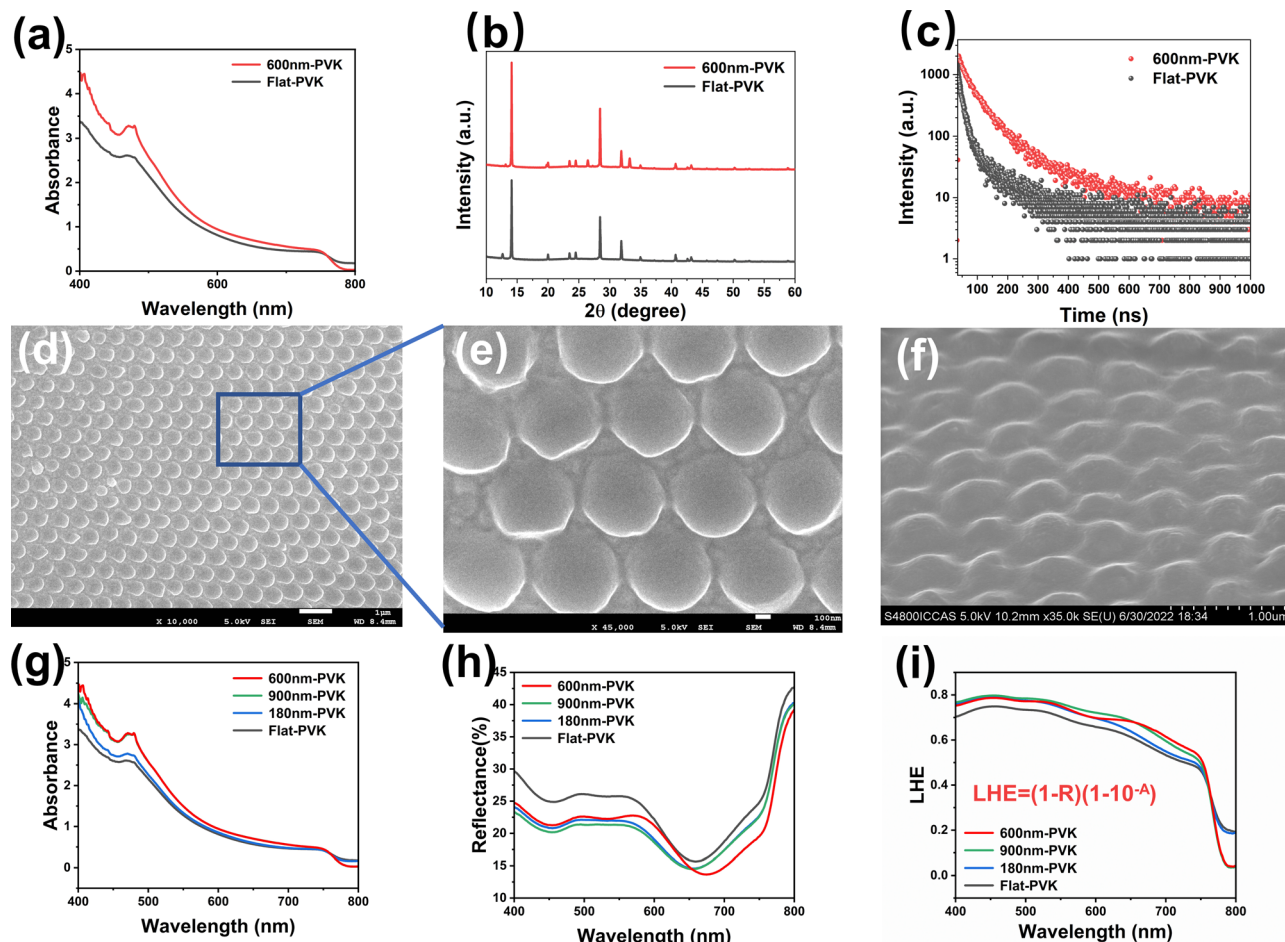 (a)
5
4
3
2
1
0
Absorbance
600nm-PVK
Flat-PVK
400 500 600 700 800
Wavelength (nm)
(b)
Intensity (a.u.)
600nm-PVK
Flat-PVK
10 15 20 25 30 35 40 45 50 55 60
2θ (degree)
(c)
1000
100
10
1
Intensity (a.u.)
600nm-PVK
Flat-PVK
100 200 300 400 500 600 700 800 900 1000
Time (ns)
(d)
1μm
X 10,000 5.0kV SEI SEM WD 8.4mm
(e)
100nm
X 45,000 5.0kV SEI SEM WD 8.4mm
(f)
S4800ICCAS 5.0kV 10.2mm x35.0k SE(U) 6/30/2022 18:34 1.00um
(g)
5
4
3
2
1
0
Absorbance
600nm-PVK
900nm-PVK
180nm-PVK
Flat-PVK
400 500 600 700 800
Wavelength (nm)
(h)
45
40
35
30
25
20
15
10
Reflectance(%)
600nm-PVK
900nm-PVK
180nm-PVK
Flat-PVK
400 500 600 700 800
Wavelength (nm)
(i)
0.8
0.6
0.4
0.2
0.0
LHE
LHE=(1-R)(1-10^-A)
600nm-PVK
900nm-PVK
180nm-PVK
Flat-PVK
400 500 600 700 800
Wavelength (nm)